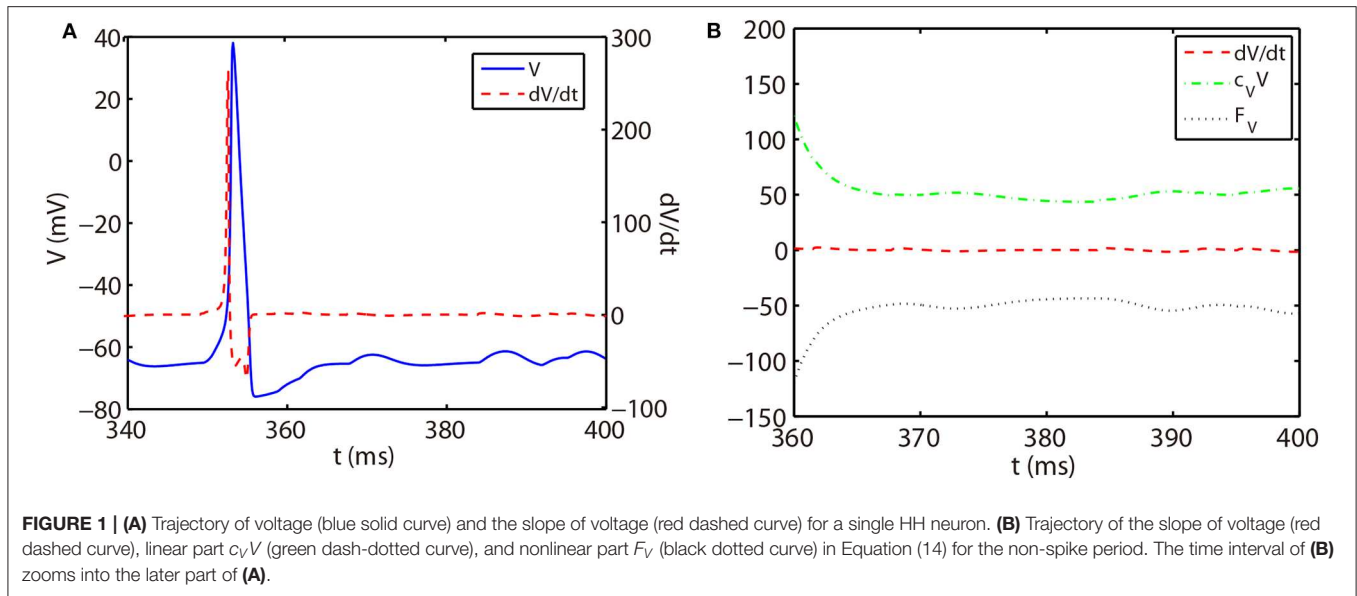 A
40
20
0
−20
−40
−60
−80
V (mV)
340
360
380
400
t (ms)
300
200
100
0
−100
dV/dt
V
dV/dt
B
200
150
100
50
0
−50
−100
−150
360
370
380
390
400
t (ms)
dV/dt
c_V V
F_V
FIGURE 1 | (A) Trajectory of voltage (blue solid curve) and the slope of voltage (red dashed curve) for a single HH neuron. (B) Trajectory of the slope of voltage (red
dashed curve), linear part c_V V (green dash-dotted curve), and nonlinear part F_V (black dotted curve) in Equation (14) for the non-spike period. The time interval of (B)
zooms into the later part of (A).